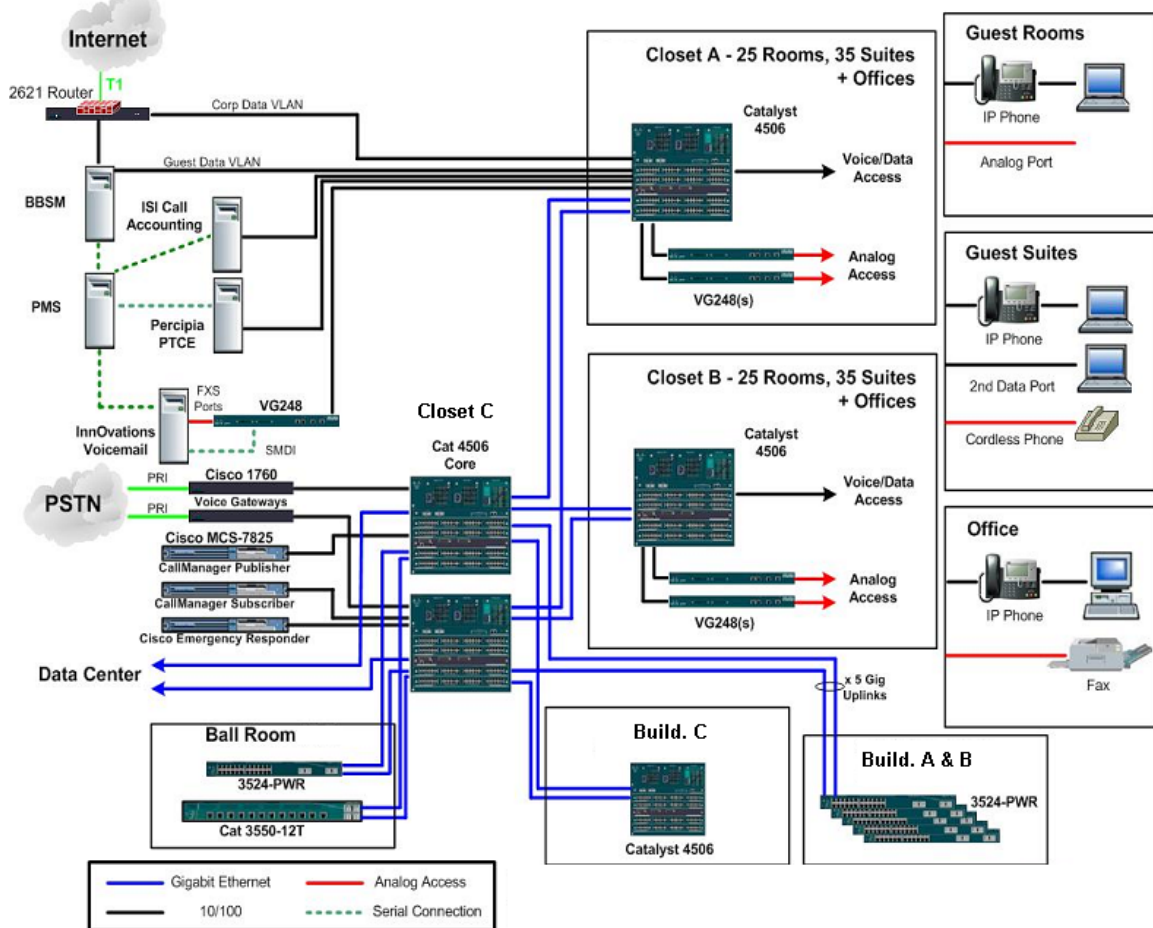 Internet
T1
2621 Router
Corp Data VLAN
Guest Data VLAN
BBSM
ISI Call
Accounting
PMS
Percipia
PTCE
FXS
Ports
VG248
InnOvations
Voicemail
SMDI
Closet C
Cat 4506
Core
PSTN
PRI
PRI
Cisco 1760
Voice Gateways
Cisco MCS-7825
CallManager Publisher
CallManager Subscriber
Cisco Emergency Responder
Data Center
Closet A - 25 Rooms, 35 Suites
+ Offices
Catalyst
4506
Voice/Data
Access
Analog
Access
VG248(s)
Closet B - 25 Rooms, 35 Suites
+ Offices
Catalyst
4506
Voice/Data
Access
Analog
Access
VG248(s)
Guest Rooms
IP Phone
Analog Port
Guest Suites
IP Phone
2nd Data Port
Cordless Phone
Office
IP Phone
Fax
x 5 Gig
Uplinks
Ball Room
3524-PWR
Cat 3550-12T
Build. C
Catalyst 4506
Build. A & B
3524-PWR
Gigabit Ethernet
Analog Access
10/100
Serial Connection